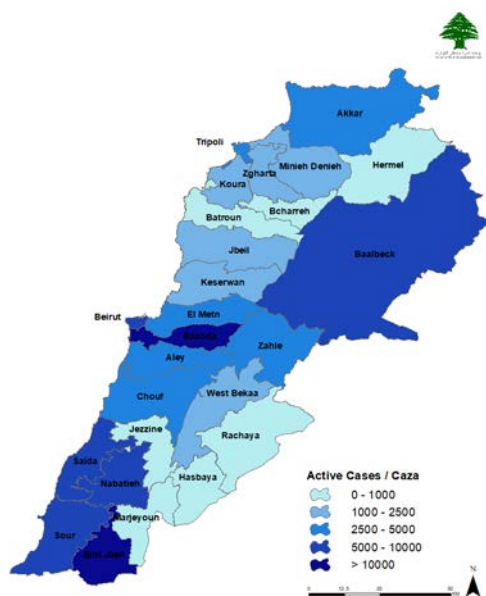 Akkar
Tripoli
Hermel
Minieh Denieh
Zgharta
Koura
Bcharreh
Batroun
Jbeil
Baalbeck
Keserwan
El Metn
Beirut
Baabda
Zahle
Aley
West Bekaa
Chouf
Jezzine
Rachaya
Saida
Hasbaya
Nabatieh
Marjeyoun
Sour
Bint Jbeil
Active Cases / Caza
0 - 1000
1000 - 2500
2500 - 5000
5000 - 10000
> 10000
N